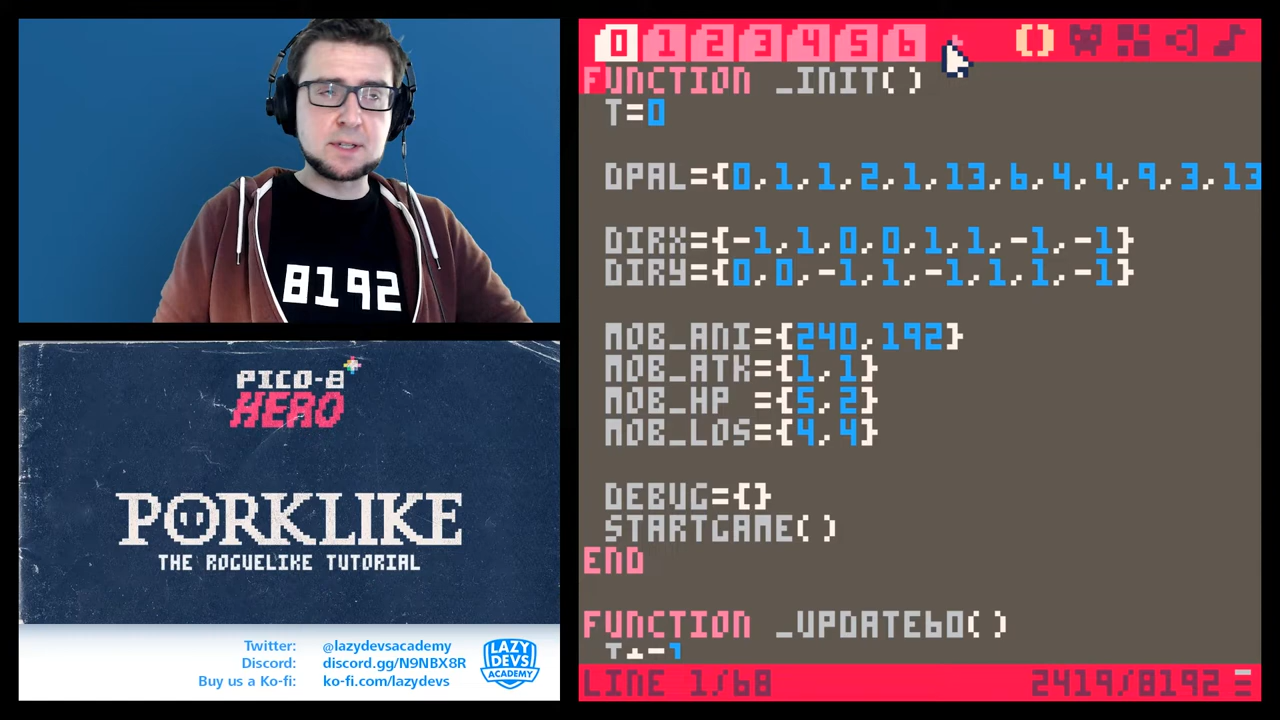 8192
PICO-8
HERO
PORKLIKE
THE ROGUELIKE TUTORIAL
Twitter: @lazydevsacademy
Discord: discord.gg/N9NBX8R
Buy us a Ko-fi: ko-fi.com/lazydevs
LAZY
DEVS
ACADEMY
0 1 2 3 4 5 6
FUNCTION _INIT()
T=0
DPAL={0,1,1,2,1,13,6,4,4,9,3,13
DIRX={-1,1,0,0,1,1,-1,-1}
DIRY={0,0,-1,1,-1,1,1,-1}
MOB_ANI={240,192}
MOB_ATK={1,1}
MOB_HP ={5,2}
MOB_LOS={4,4}
DEBUG={}
STARTGAME()
END
FUNCTION _UPDATE60()
T+=1
LINE 1/68 2419/8192